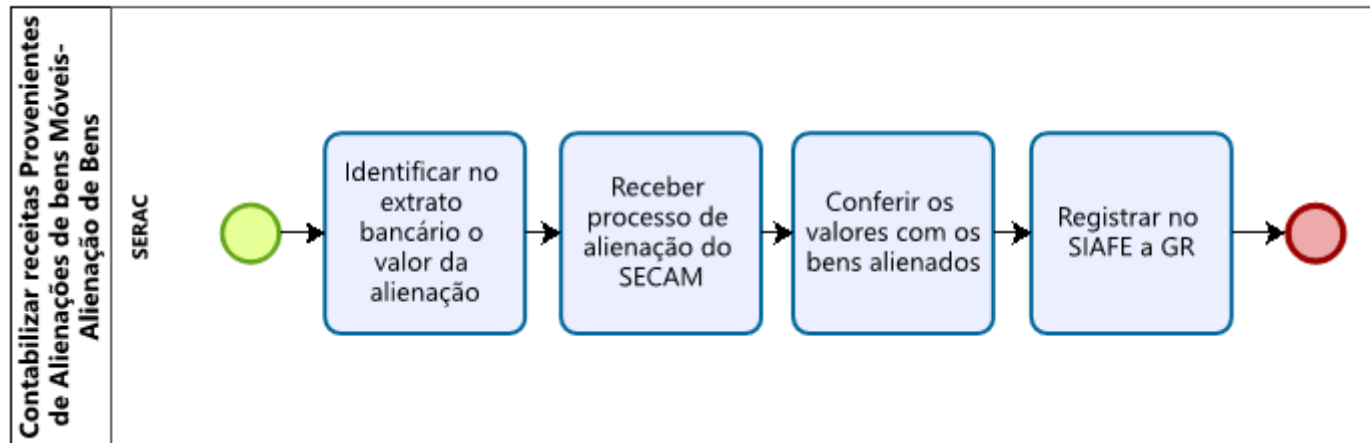 Contabilizar receitas Provenientes
de Alienações de bens Móveis-
Alienação de Bens
SERAC
Identificar no
extrato
bancário o
valor da
alienação
Receber
processo de
alienação do
SECAM
Conferir os
valores com os
bens alienados
Registrar no
SIAFE a GR